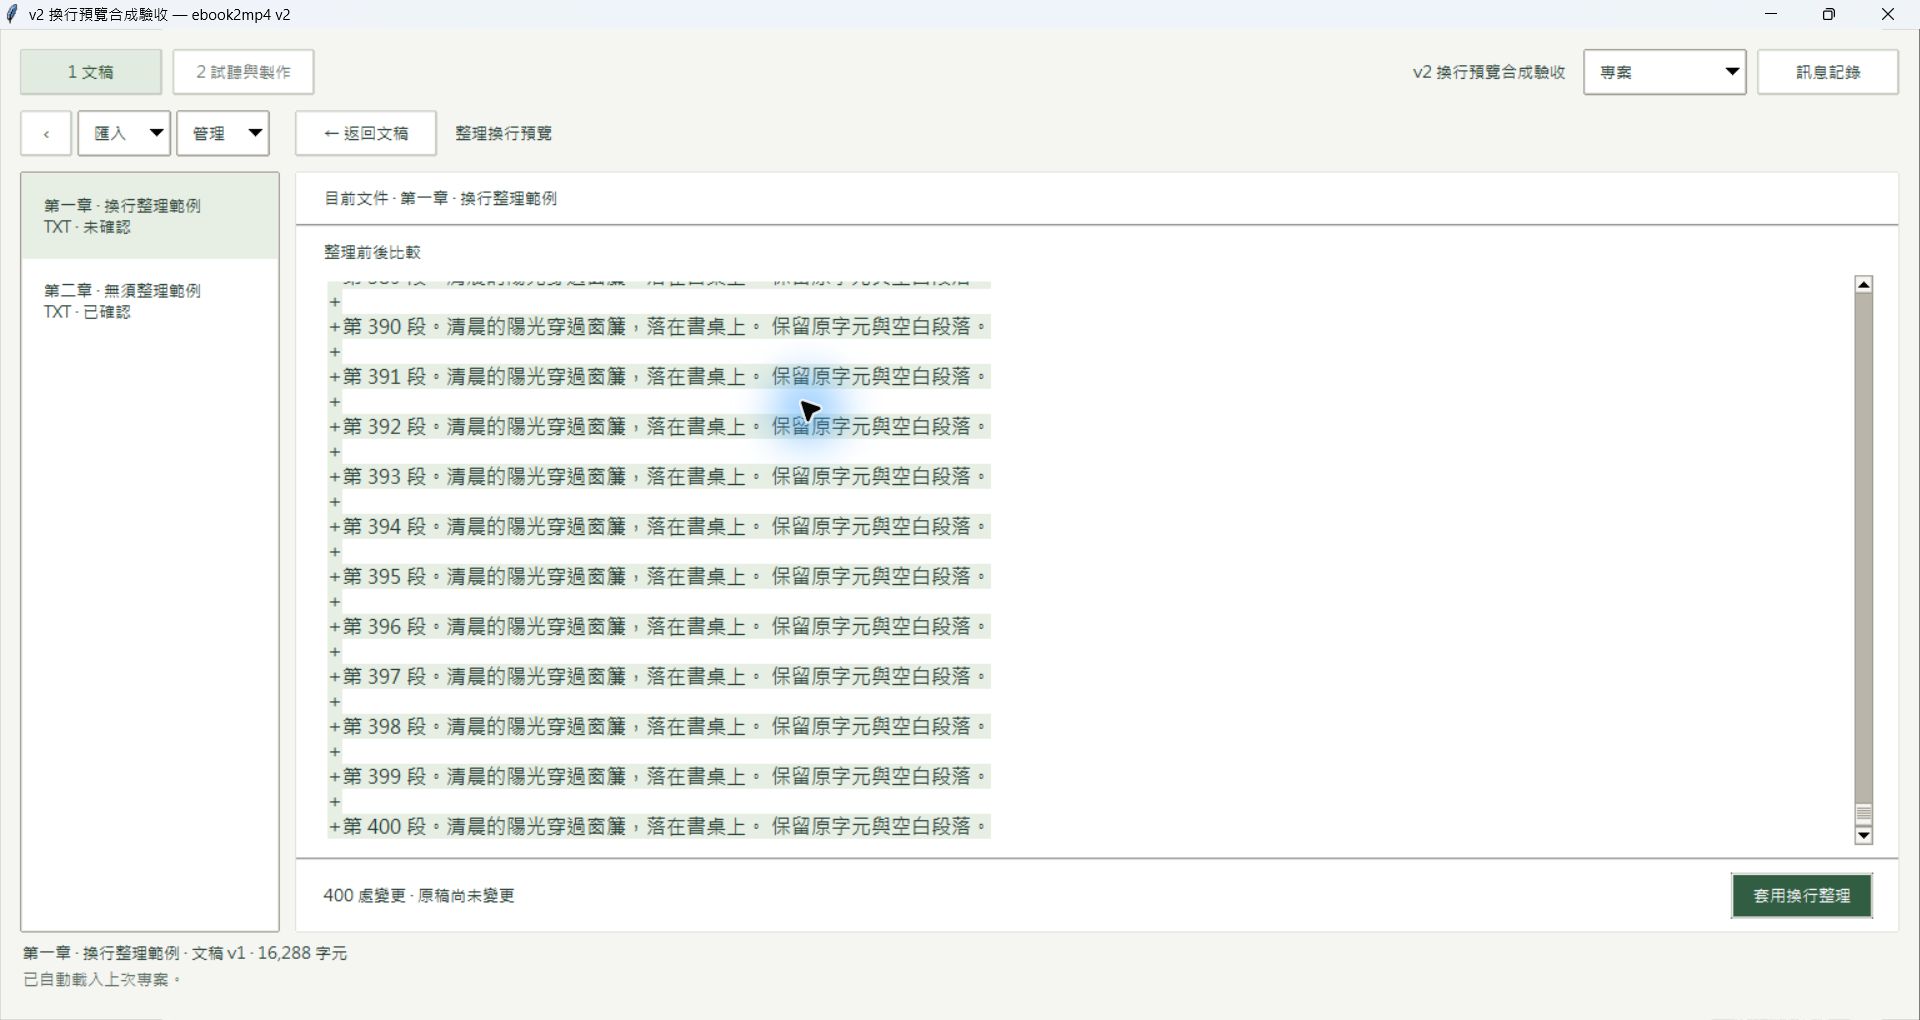 v2 換行預覽合成驗收 — ebook2mp4 v2
1 文稿
2 試聽與製作
v2 換行預覽合成驗收
專案
訊息記錄
‹
匯入
管理
← 返回文稿
整理換行預覽
第一章 · 換行整理範例
TXT · 未確認
第二章 · 無須整理範例
TXT · 已確認
目前文件 · 第一章 · 換行整理範例
整理前後比較
+
+第 390 段。清晨的陽光穿過窗簾，落在書桌上。 保留原字元與空白段落。
+
+第 391 段。清晨的陽光穿過窗簾，落在書桌上。 保留原字元與空白段落。
+
+第 392 段。清晨的陽光穿過窗簾，落在書桌上。 保留原字元與空白段落。
+
+第 393 段。清晨的陽光穿過窗簾，落在書桌上。 保留原字元與空白段落。
+
+第 394 段。清晨的陽光穿過窗簾，落在書桌上。 保留原字元與空白段落。
+
+第 395 段。清晨的陽光穿過窗簾，落在書桌上。 保留原字元與空白段落。
+
+第 396 段。清晨的陽光穿過窗簾，落在書桌上。 保留原字元與空白段落。
+
+第 397 段。清晨的陽光穿過窗簾，落在書桌上。 保留原字元與空白段落。
+
+第 398 段。清晨的陽光穿過窗簾，落在書桌上。 保留原字元與空白段落。
+
+第 399 段。清晨的陽光穿過窗簾，落在書桌上。 保留原字元與空白段落。
+
+第 400 段。清晨的陽光穿過窗簾，落在書桌上。 保留原字元與空白段落。
400 處變更 · 原稿尚未變更
套用換行整理
第一章 · 換行整理範例 · 文稿 v1 · 16,288 字元
已自動載入上次專案。